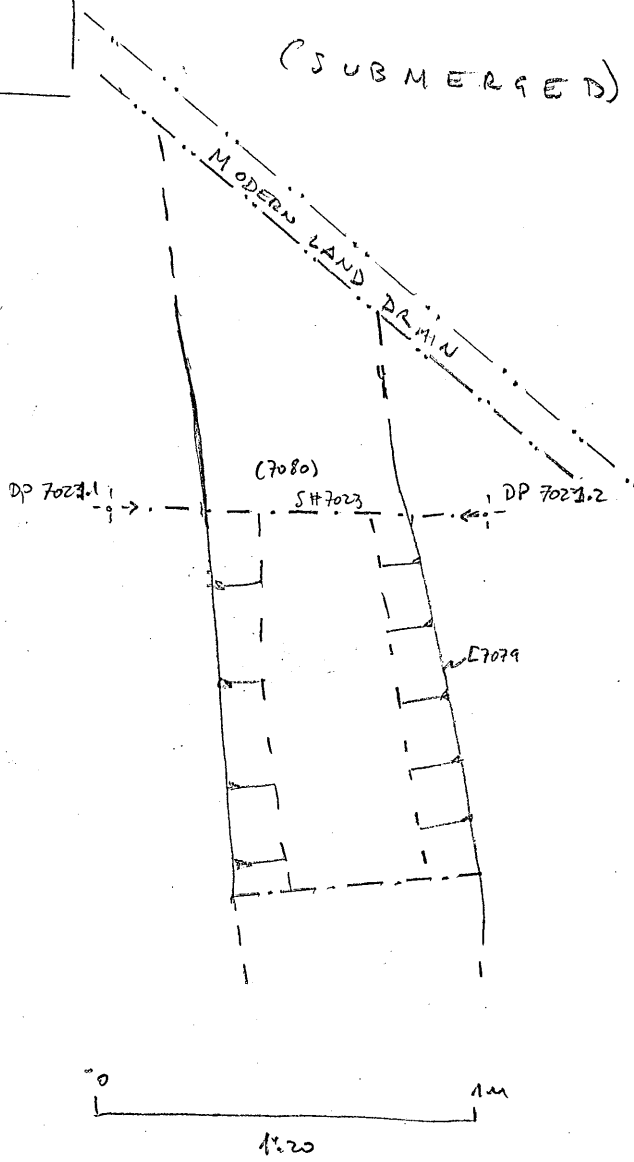 (SUBMERGED)
MODERN LAND DRAIN
(7080)
SH7023
DP 7021.1
DP 7021.2
[7079
0
1m
1:20